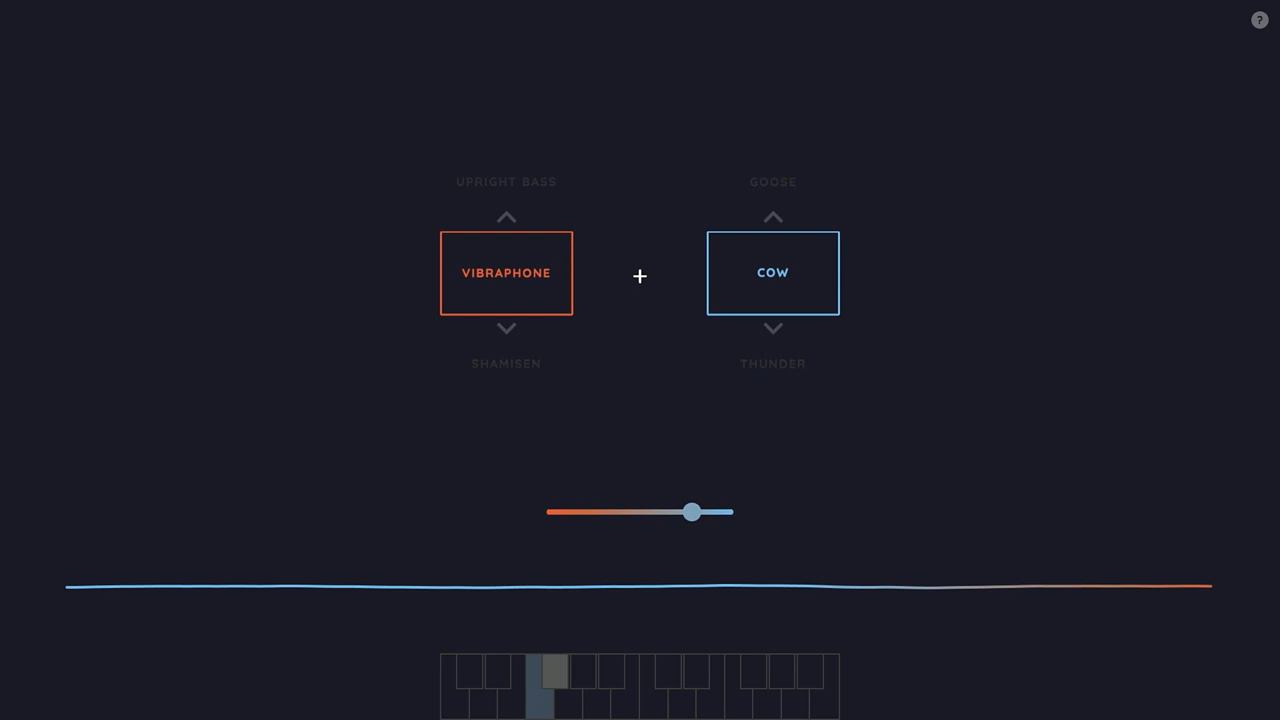 ?
UPRIGHT BASS
GOOSE
VIBRAPHONE
+
COW
SHAMISEN
THUNDER